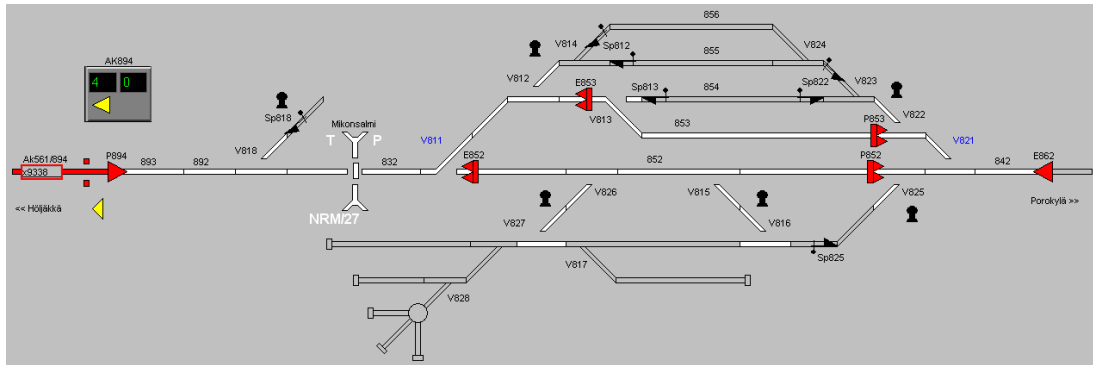 856
V814
Sp812
V824
AK894
855
4 0
V812
V823
E853
Sp813
854
Sp822
Sp818
V822
Mikonsalmi
V813
853
P853
T P
V811
V821
V818
Ak561/894
P894
893
892
832
E852
852
P852
842
E862
x9338
V826
V815
V825
<< Höljäkkä
NRM/27
V827
V816
Porokylä >>
Sp825
V817
V828